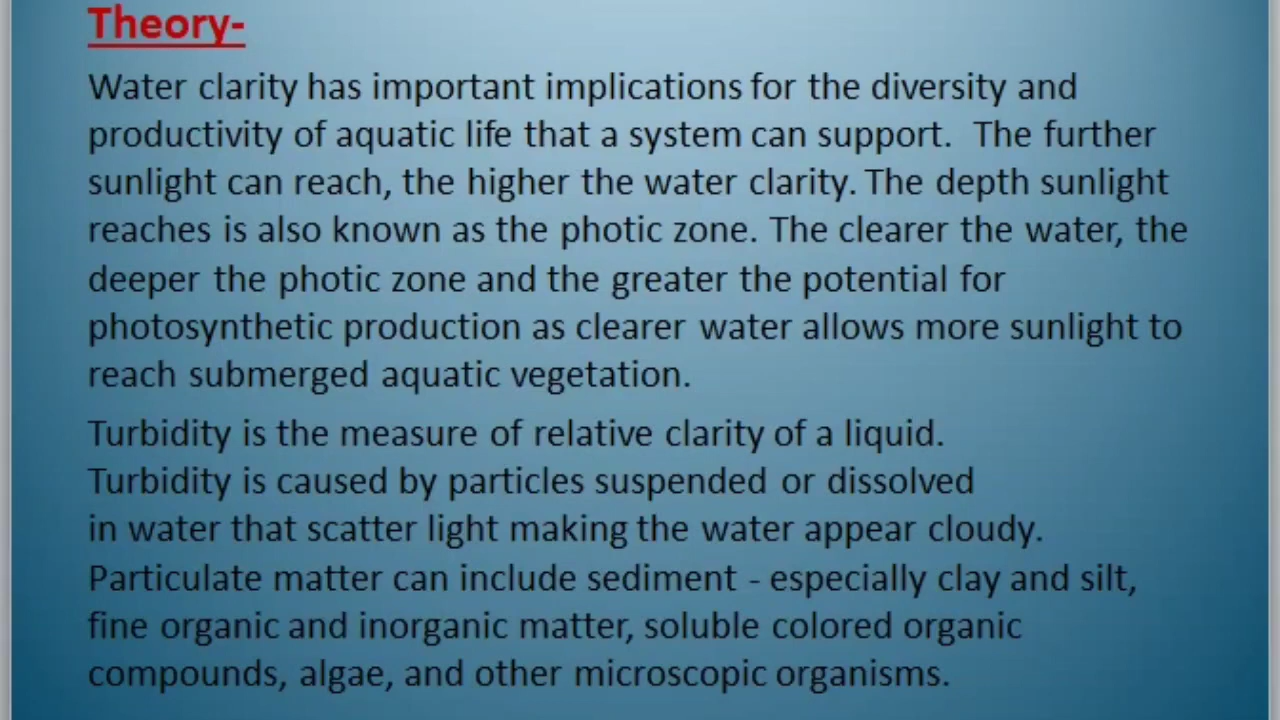 Theory-
Water clarity has important implications for the diversity and
productivity of aquatic life that a system can support.  The further
sunlight can reach, the higher the water clarity. The depth sunlight
reaches is also known as the photic zone. The clearer the water, the
deeper the photic zone and the greater the potential for
photosynthetic production as clearer water allows more sunlight to
reach submerged aquatic vegetation.
Turbidity is the measure of relative clarity of a liquid.
Turbidity is caused by particles suspended or dissolved
in water that scatter light making the water appear cloudy.
Particulate matter can include sediment - especially clay and silt,
fine organic and inorganic matter, soluble colored organic
compounds, algae, and other microscopic organisms.